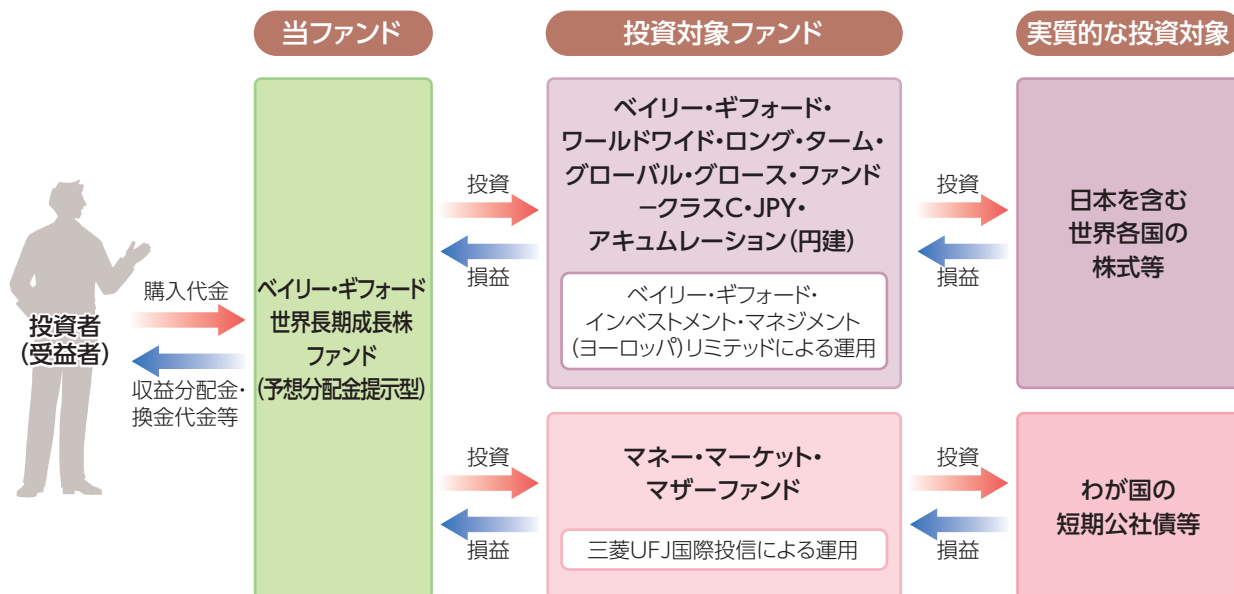 当ファンド
投資対象ファンド
実質的な投資対象
投資者
(受益者)
購入代金
収益分配金・
換金代金等
ベイリー・ギフォード
世界長期成長株
ファンド
(予想分配金提示型)
投資
損益
ベイリー・ギフォード・
ワールドワイド・ロング・ターム・
グローバル・グロース・ファンド
－クラスC・JPY・
アキュムレーション(円建)
ベイリー・ギフォード・
インベストメント・マネジメント
(ヨーロッパ)リミテッドによる運用
投資
損益
日本を含む
世界各国の
株式等
投資
損益
マネー・マーケット・
マザーファンド
三菱UFJ国際投信による運用
投資
損益
わが国の
短期公社債等